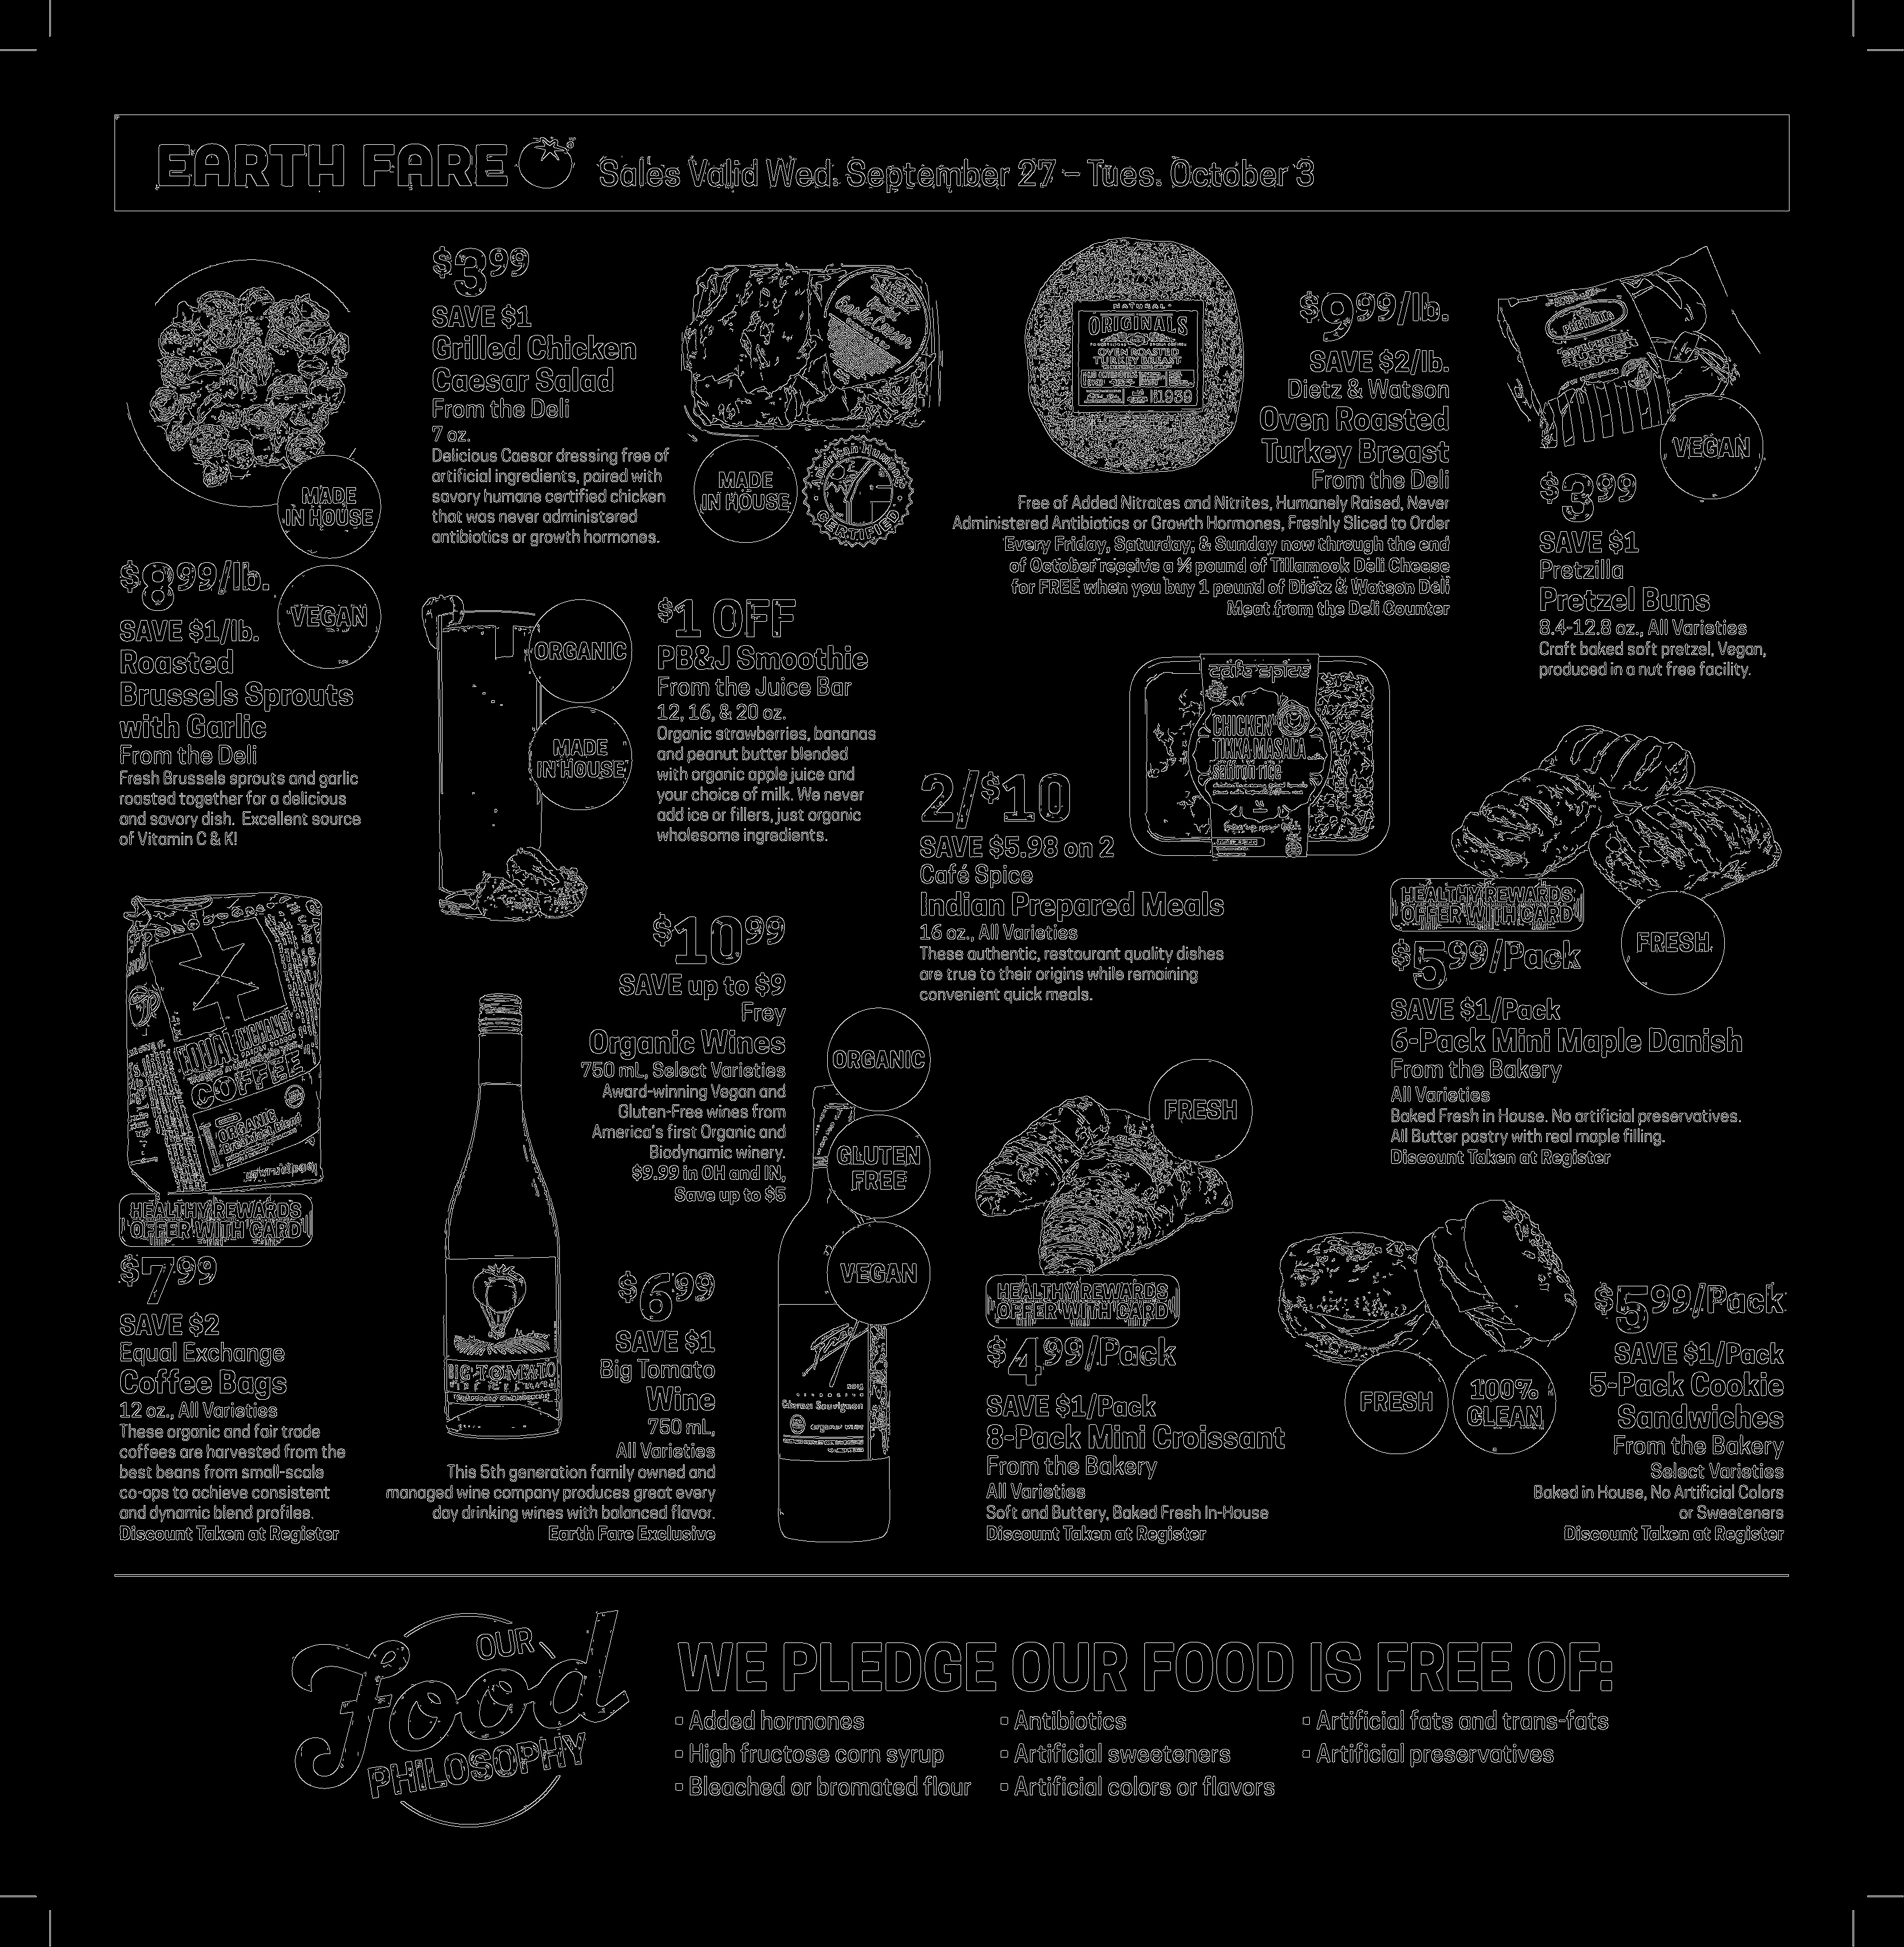 EARTH FARE
Sales Valid Wed. September 27 – Tues. October 3
MADE
IN HOUSE
VEGAN
$8.99/lb.
SAVE $1/lb.
Roasted
Brussels Sprouts
with Garlic
From the Deli
Fresh Brussels sprouts and garlic
roasted together for a delicious
and savory dish. Excellent source
of Vitamin C & K!
$3.99
SAVE $1
Grilled Chicken
Caesar Salad
From the Deli
7 oz.
Delicious Caesar dressing free of
artificial ingredients, paired with
savory humane certified chicken
that was never administered
antibiotics or growth hormones.
MADE
IN HOUSE
American Humane
CERTIFIED
NATURAL
ORIGINALS
OVEN ROASTED
TURKEY BREAST
1939
$9.99/lb.
SAVE $2/lb.
Dietz & Watson
Oven Roasted
Turkey Breast
From the Deli
Free of Added Nitrates and Nitrites, Humanely Raised, Never
Administered Antibiotics or Growth Hormones, Freshly Sliced to Order
Every Friday, Saturday, & Sunday now through the end
of October receive a pound of Tillamook Deli Cheese
for FREE when you buy 1 pound of Dietz & Watson Deli
Meat from the Deli Counter
VEGAN
$3.99
SAVE $1
Pretzilla
Pretzel Buns
8.4-12.8 oz., All Varieties
Craft baked soft pretzel, Vegan,
produced in a nut free facility.
ORGANIC
MADE
IN HOUSE
$1 OFF
PB&J Smoothie
From the Juice Bar
12, 16, & 20 oz.
Organic strawberries, bananas
and peanut butter blended
with organic apple juice and
your choice of milk. We never
add ice or fillers, just organic
wholesome ingredients.
cafe spice
CHICKEN
TIKKA MASALA
saffron rice
2/$10
SAVE $5.98 on 2
Café Spice
Indian Prepared Meals
16 oz., All Varieties
These authentic, restaurant quality dishes
are true to their origins while remaining
convenient quick meals.
HEALTHY REWARDS
OFFER WITH CARD
FRESH
$5.99/Pack
SAVE $1/Pack
6-Pack Mini Maple Danish
From the Bakery
All Varieties
Baked Fresh in House. No artificial preservatives.
All Butter pastry with real maple filling.
Discount Taken at Register
EQUAL EXCHANGE
COFFEE
ORGANIC
HEALTHY REWARDS
OFFER WITH CARD
$7.99
SAVE $2
Equal Exchange
Coffee Bags
12 oz., All Varieties
These organic and fair trade
coffees are harvested from the
best beans from small-scale
co-ops to achieve consistent
and dynamic blend profiles.
Discount Taken at Register
$10.99
SAVE up to $9
Frey
Organic Wines
750 mL, Select Varieties
Award-winning Vegan and
Gluten-Free wines from
America's first Organic and
Biodynamic winery.
$9.99 in OH and IN,
Save up to $5
ORGANIC
GLUTEN
FREE
VEGAN
BIG TOMATO
$6.99
SAVE $1
Big Tomato
Wine
750 mL,
All Varieties
This 5th generation family owned and
managed wine company produces great every
day drinking wines with balanced flavor.
Earth Fare Exclusive
Sauvignon
organic wine
FRESH
HEALTHY REWARDS
OFFER WITH CARD
$4.99/Pack
SAVE $1/Pack
8-Pack Mini Croissant
From the Bakery
All Varieties
Soft and Buttery, Baked Fresh In-House
Discount Taken at Register
FRESH
100%
CLEAN
$5.99/Pack
SAVE $1/Pack
5-Pack Cookie
Sandwiches
From the Bakery
Select Varieties
Baked in House, No Artificial Colors
or Sweeteners
Discount Taken at Register
OUR
Food
PHILOSOPHY
WE PLEDGE OUR FOOD IS FREE OF:
• Added hormones
• High fructose corn syrup
• Bleached or bromated flour
• Antibiotics
• Artificial sweeteners
• Artificial colors or flavors
• Artificial fats and trans-fats
• Artificial preservatives